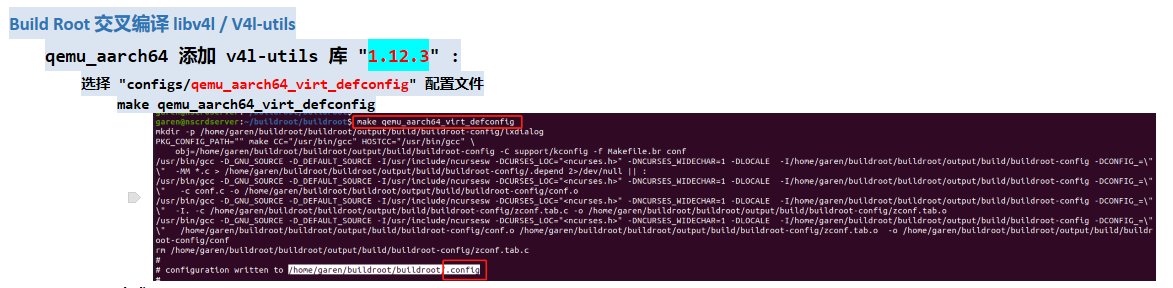 Build Root 交叉编译 libv4l / V4l-utils
qemu_aarch64 添加 v4l-utils 库 "1.12.3" :
选择 "configs/qemu_aarch64_virt_defconfig" 配置文件
make qemu_aarch64_virt_defconfig
garen@nscrdserver:~/buildroot/buildroot$ make qemu_aarch64_virt_defconfig
mkdir -p /home/garen/buildroot/buildroot/output/build/buildroot-config/lxdialog
PKG_CONFIG_PATH="" make CC="/usr/bin/gcc" HOSTCC="/usr/bin/gcc" \
obj=/home/garen/buildroot/buildroot/output/build/buildroot-config -C support/kconfig -f Makefile.br conf
/usr/bin/gcc -D_GNU_SOURCE -D_DEFAULT_SOURCE -I/usr/include/ncursesw -DCURSES_LOC="<ncurses.h>" -DNCURSES_WIDECHAR=1 -DLOCALE -I/home/garen/buildroot/buildroot/output/build/buildroot-config -DCONFIG_=\"
\" -MM *.c > /home/garen/buildroot/buildroot/output/build/buildroot-config/.depend 2>/dev/null || :
/usr/bin/gcc -D_GNU_SOURCE -D_DEFAULT_SOURCE -I/usr/include/ncursesw -DCURSES_LOC="<ncurses.h>" -DNCURSES_WIDECHAR=1 -DLOCALE -I/home/garen/buildroot/buildroot/output/build/buildroot-config -DCONFIG_=\"
\" -c conf.c -o /home/garen/buildroot/buildroot/output/build/buildroot-config/conf.o
/usr/bin/gcc -D_GNU_SOURCE -D_DEFAULT_SOURCE -I/usr/include/ncursesw -DCURSES_LOC="<ncurses.h>" -DNCURSES_WIDECHAR=1 -DLOCALE -I/home/garen/buildroot/buildroot/output/build/buildroot-config -DCONFIG_=\"
\" -I. -c /home/garen/buildroot/buildroot/output/build/buildroot-config/zconf.tab.c -o /home/garen/buildroot/buildroot/output/build/buildroot-config/zconf.tab.o
/usr/bin/gcc -D_GNU_SOURCE -D_DEFAULT_SOURCE -I/usr/include/ncursesw -DCURSES_LOC="<ncurses.h>" -DNCURSES_WIDECHAR=1 -DLOCALE -I/home/garen/buildroot/buildroot/output/build/buildroot-config -DCONFIG_=\"
\" /home/garen/buildroot/buildroot/output/build/buildroot-config/conf.o /home/garen/buildroot/buildroot/output/build/buildroot-config/zconf.tab.o -o /home/garen/buildroot/buildroot/output/build/buildr
oot-config/conf
rm /home/garen/buildroot/buildroot/output/build/buildroot-config/zconf.tab.c
#
# configuration written to /home/garen/buildroot/buildroot/.config
#